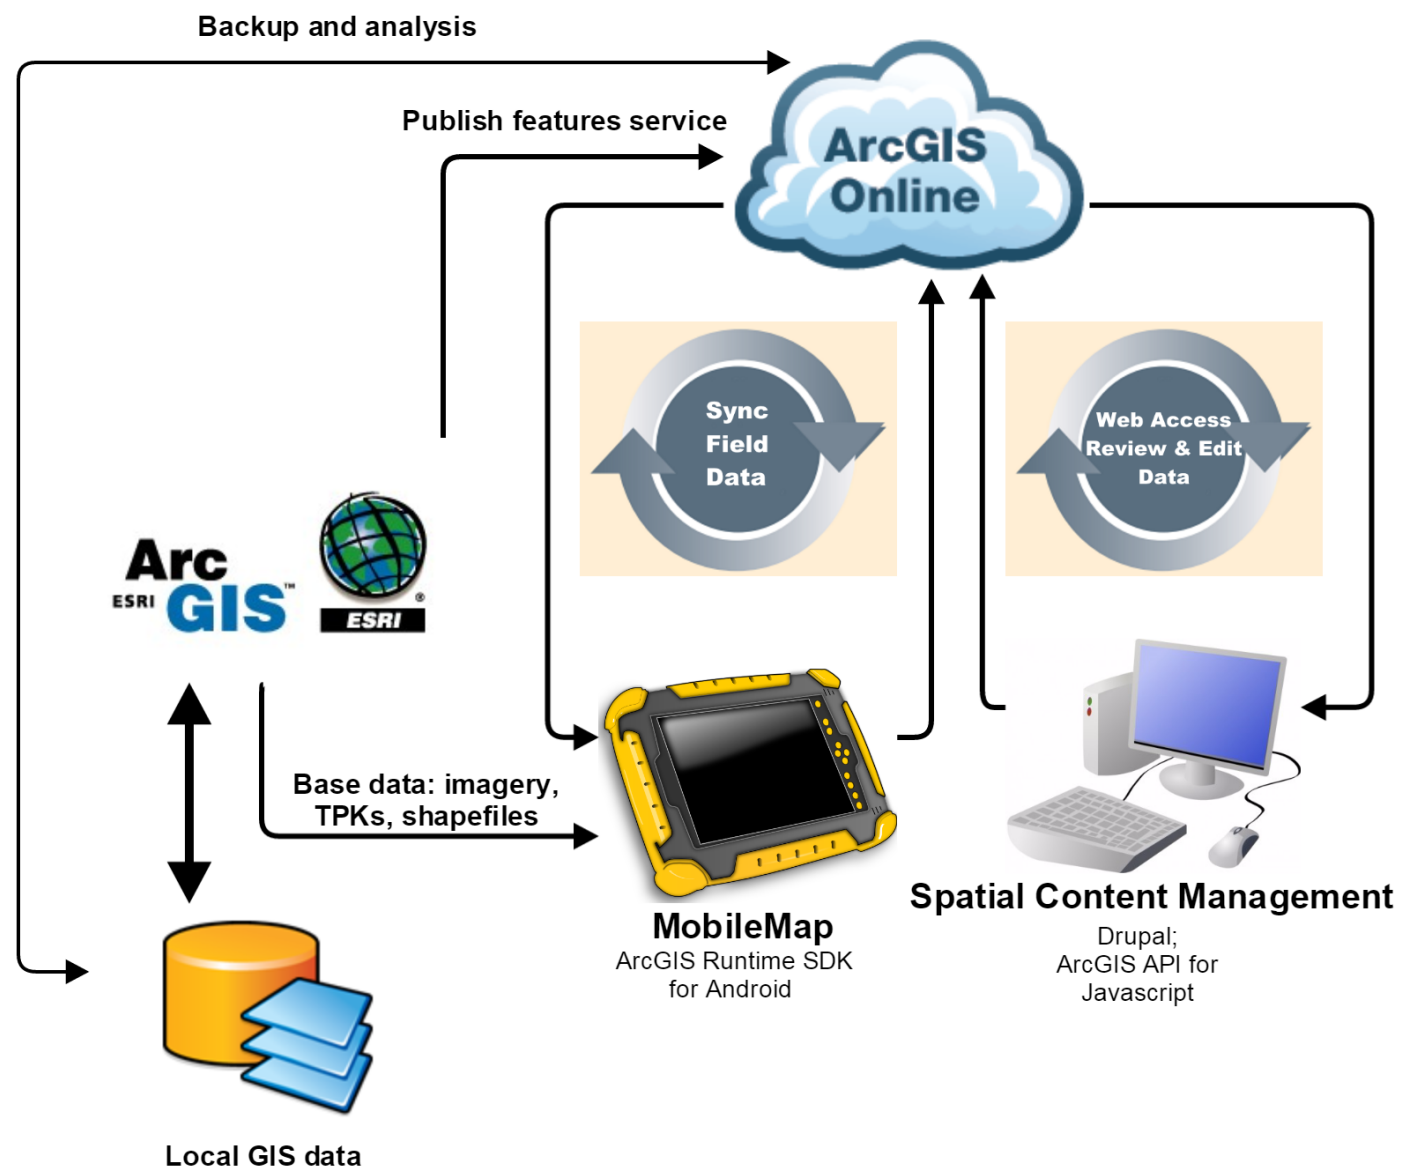 Backup and analysis
Publish features service
ArcGIS
Online
Sync
Field
Data
Web Access
Review & Edit
Data
Arc
ESRI GIS™
ESRI ®
Base data: imagery,
TPKs, shapefiles
MobileMap
ArcGIS Runtime SDK
for Android
Spatial Content Management
Drupal;
ArcGIS API for
Javascript
Local GIS data